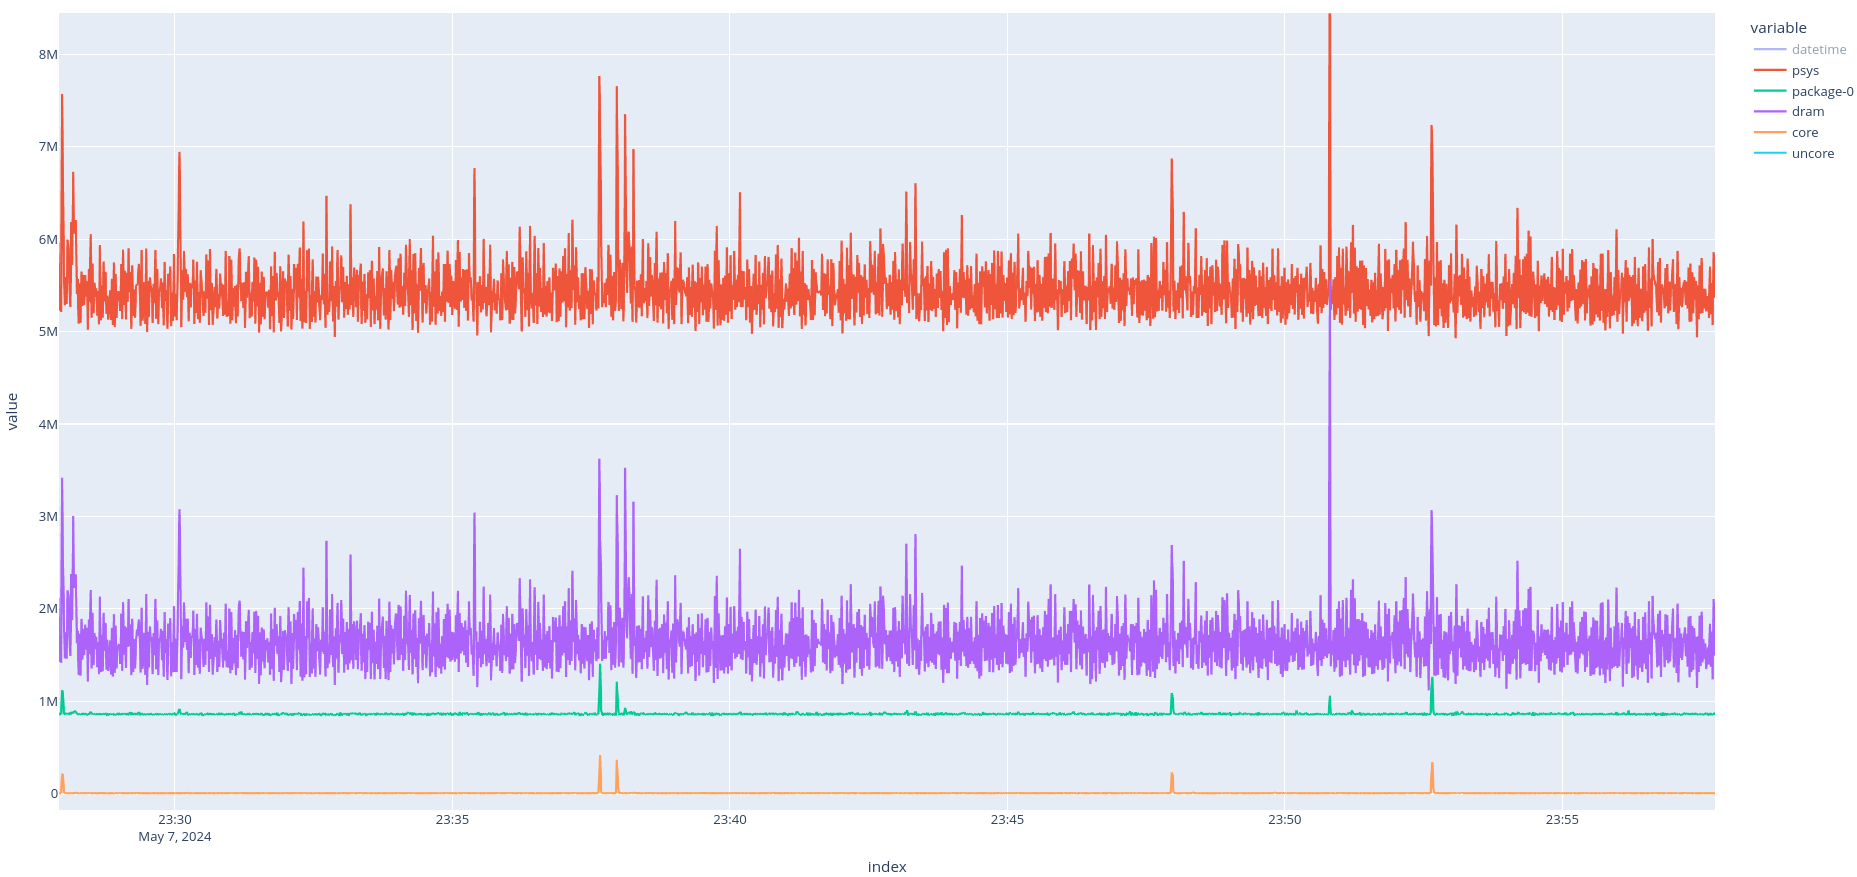 8M
7M
6M
5M
4M
3M
2M
1M
0
value
23:30
May 7, 2024
23:35
23:40
23:45
23:50
23:55
index
variable
datetime
psys
package-0
dram
core
uncore